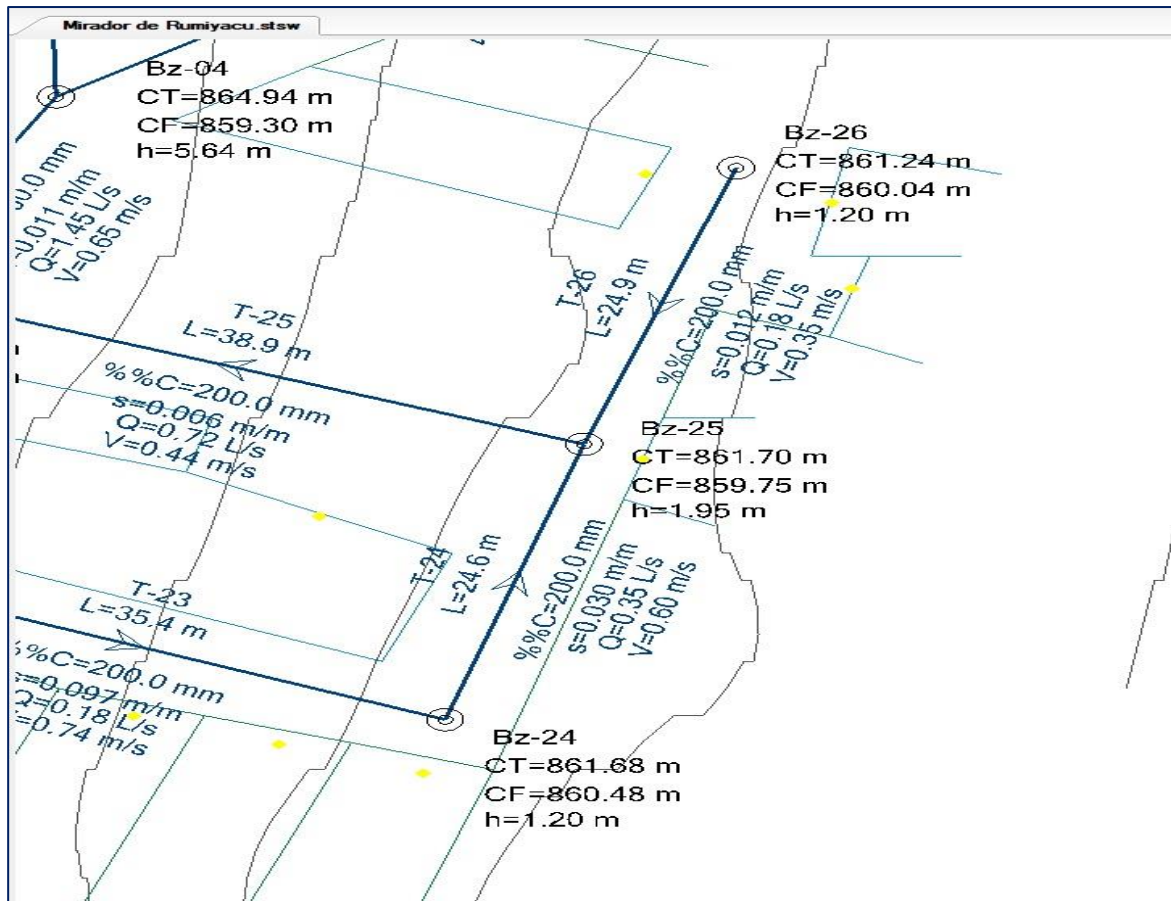 Mirador de Rumiyacu.stsw
Bz-04
CT=864.94 m
CF=859.30 m
h=5.64 m
Q=1.45 L/s
V=0.65 m/s
Bz-26
CT=861.24 m
CF=860.04 m
h=1.20 m
T-26
L=24.9 m
%%C=200.0 mm
s=0.012 m/m
Q=0.18 L/s
V=0.35 m/s
T-25
L=38.9 m
%%C=200.0 mm
s=0.006 m/m
Q=0.72 L/s
V=0.44 m/s
Bz-25
CT=861.70 m
CF=859.75 m
h=1.95 m
T-24
L=24.6 m
%%C=200.0 mm
s=0.030 m/m
Q=0.35 L/s
V=0.60 m/s
T-23
L=35.4 m
%%C=200.0 mm
s=0.097 m/m
Q=0.18 L/s
=0.74 m/s
Bz-24
CT=861.68 m
CF=860.48 m
h=1.20 m